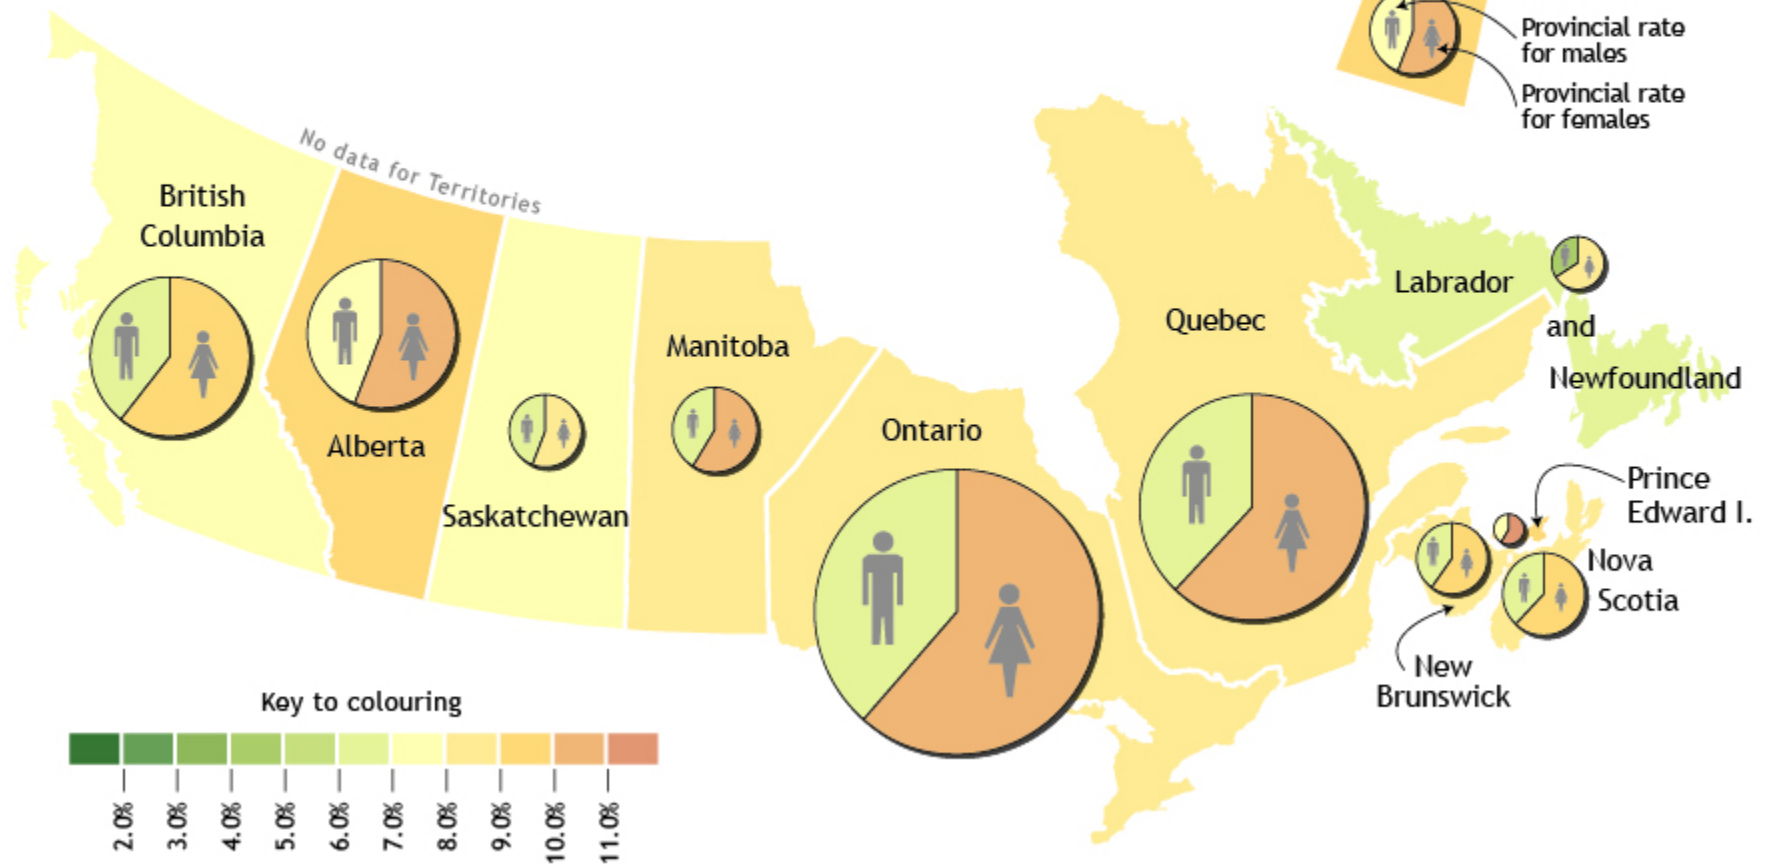 Provincial rate
for males
Provincial rate
for females
No data for Territories
British
Columbia
Alberta
Saskatchewan
Manitoba
Ontario
Quebec
Labrador
and
Newfoundland
Prince
Edward I.
Nova
Scotia
New
Brunswick
Key to colouring
2.0%
3.0%
4.0%
5.0%
6.0%
7.0%
8.0%
9.0%
10.0%
11.0%